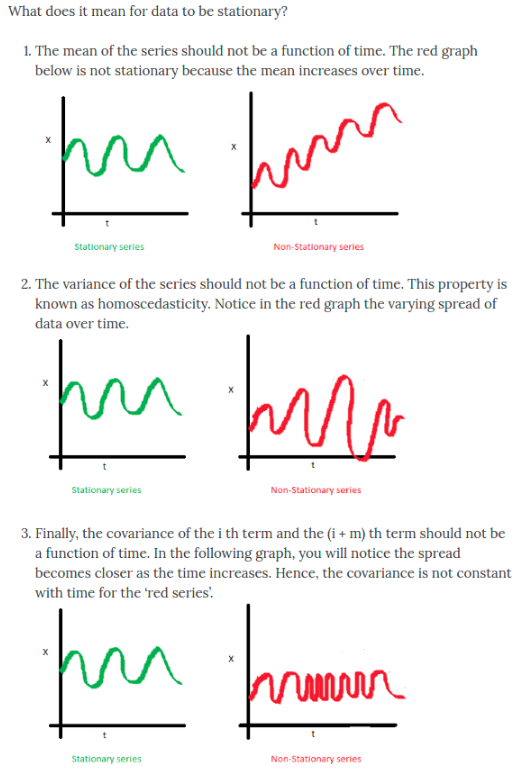 What does it mean for data to be stationary?
1. The mean of the series should not be a function of time. The red graph
below is not stationary because the mean increases over time.
x
x
t
t
Stationary series
Non-Stationary series
2. The variance of the series should not be a function of time. This property is
known as homoscedasticity. Notice in the red graph the varying spread of
data over time.
x
x
t
t
Stationary series
Non-Stationary series
3. Finally, the covariance of the i th term and the (i + m) th term should not be
a function of time. In the following graph, you will notice the spread
becomes closer as the time increases. Hence, the covariance is not constant
with time for the ‘red series’.
x
x
t
t
Stationary series
Non-Stationary series